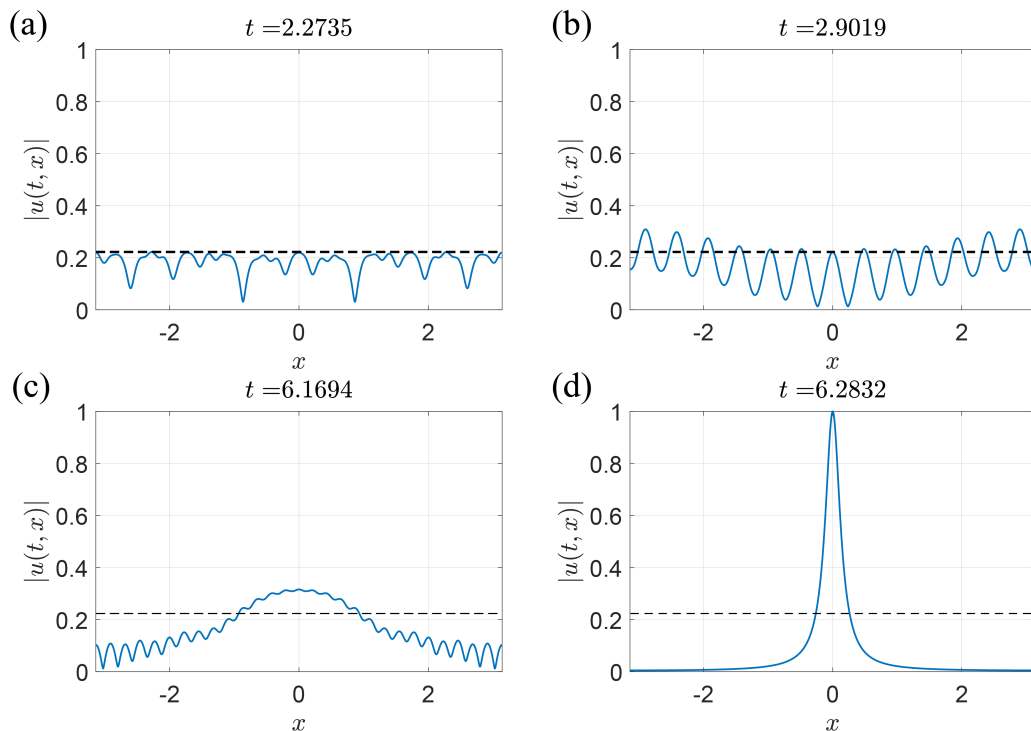 (a)
t =2.2735
1
0.8
0.6
0.4
0.2
0
|u(t, x)|
-2
0
2
x
(b)
t =2.9019
1
0.8
0.6
0.4
0.2
0
|u(t, x)|
-2
0
2
x
(c)
t =6.1694
1
0.8
0.6
0.4
0.2
0
|u(t, x)|
-2
0
2
x
(d)
t =6.2832
1
0.8
0.6
0.4
0.2
0
|u(t, x)|
-2
0
2
x